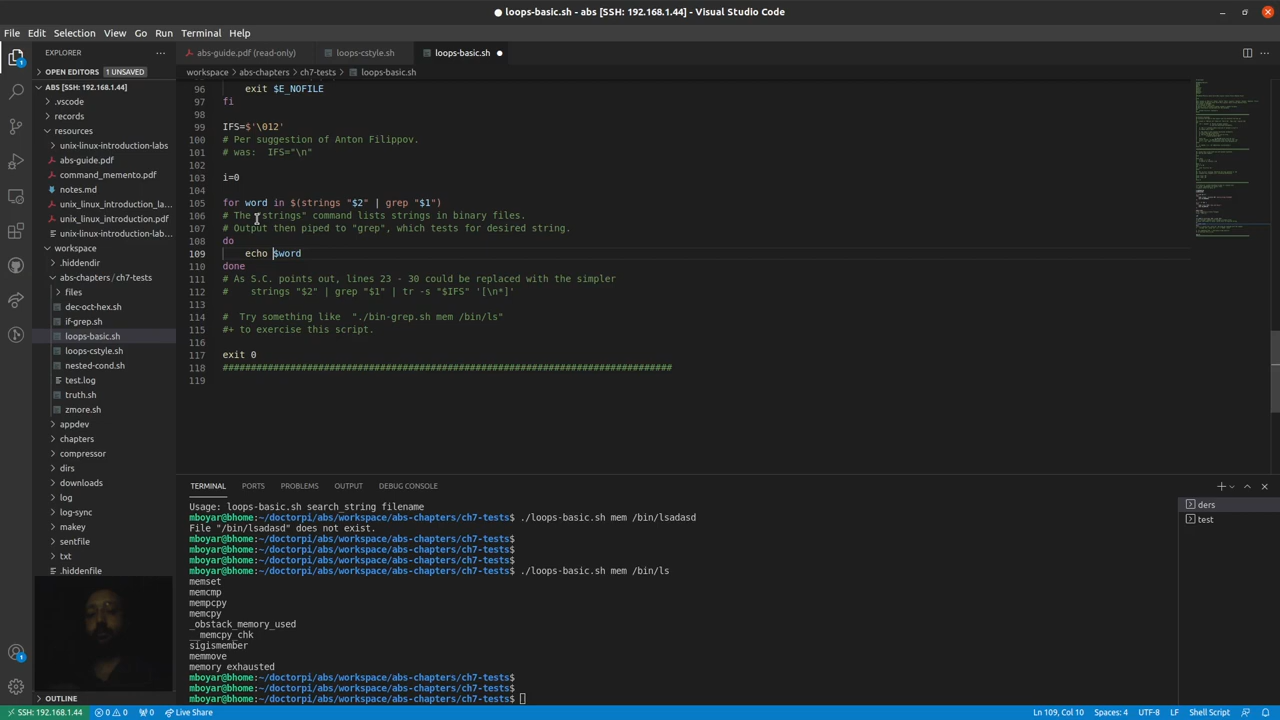 ● loops-basic.sh - abs [SSH: 192.168.1.44] - Visual Studio Code
File Edit Selection View Go Run Terminal Help
EXPLORER
OPEN EDITORS 1 UNSAVED
ABS [SSH: 192.168.1.44]
.vscode
records
resources
unix-linux-introduction-labs
abs-guide.pdf
command_memento.pdf
notes.md
unix_linux_introduction_la...
unix_linux_introduction.pdf
unix-linux-introduction-lab...
workspace
.hiddendir
abs-chapters / ch7-tests
files
dec-oct-hex.sh
if-grep.sh
loops-basic.sh
loops-cstyle.sh
nested-cond.sh
test.log
truth.sh
zmore.sh
appdev
chapters
compressor
dirs
downloads
log
log-sync
makey
sentfile
txt
.hiddenfile
OUTLINE
abs-guide.pdf (read-only) loops-cstyle.sh loops-basic.sh ●
workspace > abs-chapters > ch7-tests > loops-basic.sh
96 exit $E_NOFILE
97 fi
98
99 IFS=$'\012'
100 # Per suggestion of Anton Filippov.
101 # was:  IFS="\n"
102
103 i=0
104
105 for word in $(strings "$2" | grep "$1")
106 # The "strings" command lists strings in binary files.
107 # Output then piped to "grep", which tests for desired string.
108 do
109 echo $word
110 done
111 # As S.C. points out, lines 23 - 30 could be replaced with the simpler
112 #    strings "$2" | grep "$1" | tr -s "$IFS" '[\n*]'
113
114 #  Try something like  "./bin-grep.sh mem /bin/ls"
115 #+ to exercise this script.
116
117 exit 0
118 ################################################################################
119
TERMINAL PORTS PROBLEMS OUTPUT DEBUG CONSOLE
Usage: loops-basic.sh search_string filename
mboyar@bhome:~/doctorpi/abs/workspace/abs-chapters/ch7-tests$ ./loops-basic.sh mem /bin/lsadasd
File "/bin/lsadasd" does not exist.
mboyar@bhome:~/doctorpi/abs/workspace/abs-chapters/ch7-tests$
mboyar@bhome:~/doctorpi/abs/workspace/abs-chapters/ch7-tests$
mboyar@bhome:~/doctorpi/abs/workspace/abs-chapters/ch7-tests$
mboyar@bhome:~/doctorpi/abs/workspace/abs-chapters/ch7-tests$ ./loops-basic.sh mem /bin/ls
memset
memcmp
mempcpy
memcpy
_obstack_memory_used
__memcpy_chk
sigismember
memmove
memory exhausted
mboyar@bhome:~/doctorpi/abs/workspace/abs-chapters/ch7-tests$
mboyar@bhome:~/doctorpi/abs/workspace/abs-chapters/ch7-tests$
mboyar@bhome:~/doctorpi/abs/workspace/abs-chapters/ch7-tests$
ders
test
SSH: 192.168.1.44 0 0 0 Live Share Ln 109, Col 10 Spaces: 4 UTF-8 LF Shell Script